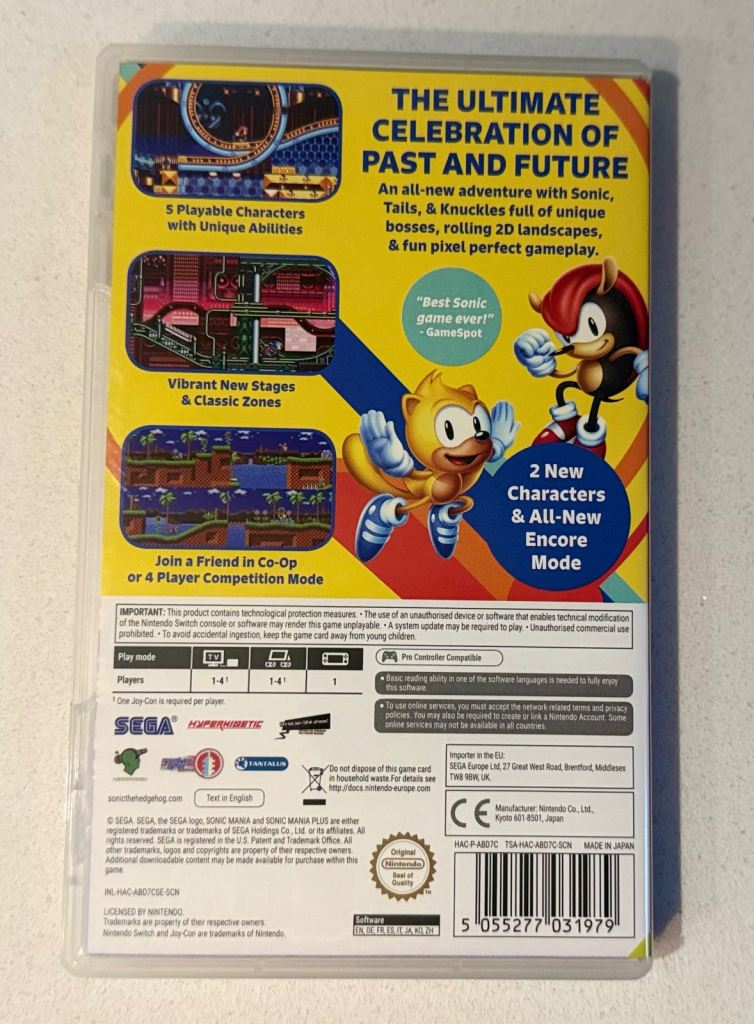 THE ULTIMATE
CELEBRATION OF
PAST AND FUTURE
An all-new adventure with Sonic,
Tails, & Knuckles full of unique
bosses, rolling 2D landscapes,
& fun pixel perfect gameplay.
5 Playable Characters
with Unique Abilities
"Best Sonic
game ever!"
- GameSpot
Vibrant New Stages
& Classic Zones
2 New
Characters
& All-New
Encore
Mode
Join a Friend in Co-Op
or 4 Player Competition Mode
IMPORTANT: This product contains technological protection measures. • The use of an unauthorised device or software that enables technical modification
of the Nintendo Switch console or software may render this game unplayable. • A system update may be required to play. • Unauthorised commercial use
prohibited. • To avoid accidental ingestion, keep the game card away from young children.
Play mode
TV
Players 1-4¹ 1-4¹ 1
¹ One Joy-Con is required per player.
Pro Controller Compatible
• Basic reading ability in one of the software languages is needed to fully enjoy
this software.
• To use online services, you must accept the network-related terms and privacy
policies. You may also be required to create or link a Nintendo Account. Some
online services may not be available in all countries.
SEGA®
HYPERKINETIC
TANTALUS
Do not dispose of this game card
in household waste. For details see
http://docs.nintendo-europe.com
sonicthehedgehog.com
Text in English
Importer in the EU:
SEGA Europe Ltd, 27 Great West Road, Brentford, Middlesex
TW8 9BW, UK.
CE
Manufacturer: Nintendo Co., Ltd.,
Kyoto 601-8501, Japan
© SEGA. SEGA, the SEGA logo, SONIC MANIA and SONIC MANIA PLUS are either
registered trademarks or trademarks of SEGA Holdings Co., Ltd. or its affiliates. All
rights reserved. SEGA is registered in the U.S. Patent and Trademark Office. All
other trademarks, logos and copyrights are property of their respective owners.
Additional downloadable content may be made available for purchase within this
game.
INL-HAC-ABD7CSE-SCN
LICENSED BY NINTENDO.
Trademarks are property of their respective owners.
Nintendo Switch and Joy-Con are trademarks of Nintendo.
Original
Nintendo
Seal of
Quality
TM
Software
EN, DE, FR, ES, IT, JA, KO, ZH
HAC-P-ABD7C TSA-HAC-ABD7C-SCN MADE IN JAPAN
5 055277 031979